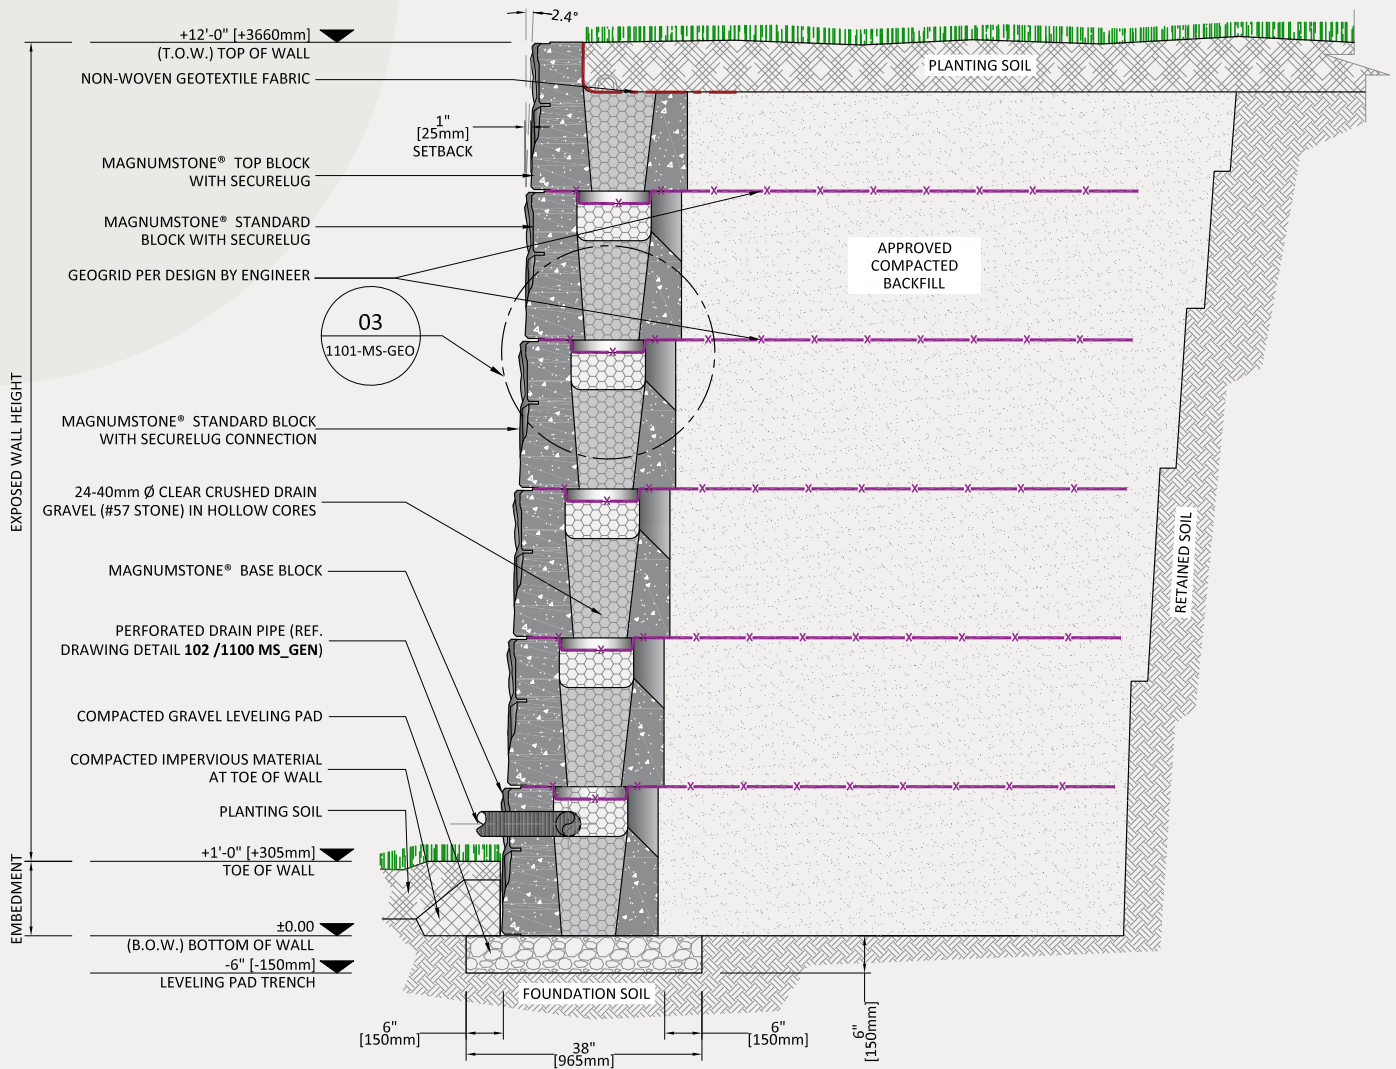 2.4°
+12'-0" [+3660mm]
(T.O.W.) TOP OF WALL
NON-WOVEN GEOTEXTILE FABRIC
PLANTING SOIL
1"
[25mm]
SETBACK
MAGNUMSTONE® TOP BLOCK
WITH SECURELUG
MAGNUMSTONE® STANDARD
BLOCK WITH SECURELUG
GEOGRID PER DESIGN BY ENGINEER
APPROVED
COMPACTED
BACKFILL
03
1101-MS-GEO
EXPOSED WALL HEIGHT
MAGNUMSTONE® STANDARD BLOCK
WITH SECURELUG CONNECTION
24-40mm Ø CLEAR CRUSHED DRAIN
GRAVEL (#57 STONE) IN HOLLOW CORES
RETAINED SOIL
MAGNUMSTONE® BASE BLOCK
PERFORATED DRAIN PIPE (REF.
DRAWING DETAIL 102 /1100 MS_GEN)
COMPACTED GRAVEL LEVELING PAD
COMPACTED IMPERVIOUS MATERIAL
AT TOE OF WALL
PLANTING SOIL
+1'-0" [+305mm]
TOE OF WALL
EMBEDMENT
±0.00
(B.O.W.) BOTTOM OF WALL
-6" [-150mm]
LEVELING PAD TRENCH
FOUNDATION SOIL
6"
[150mm]
6"
[150mm]
6"
[150mm]
38"
[965mm]